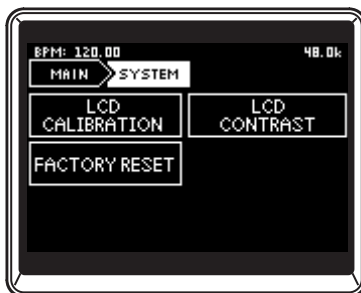 BPM: 120.00 48.0k
MAIN SYSTEM
LCD LCD
CALIBRATION CONTRAST
FACTORY RESET